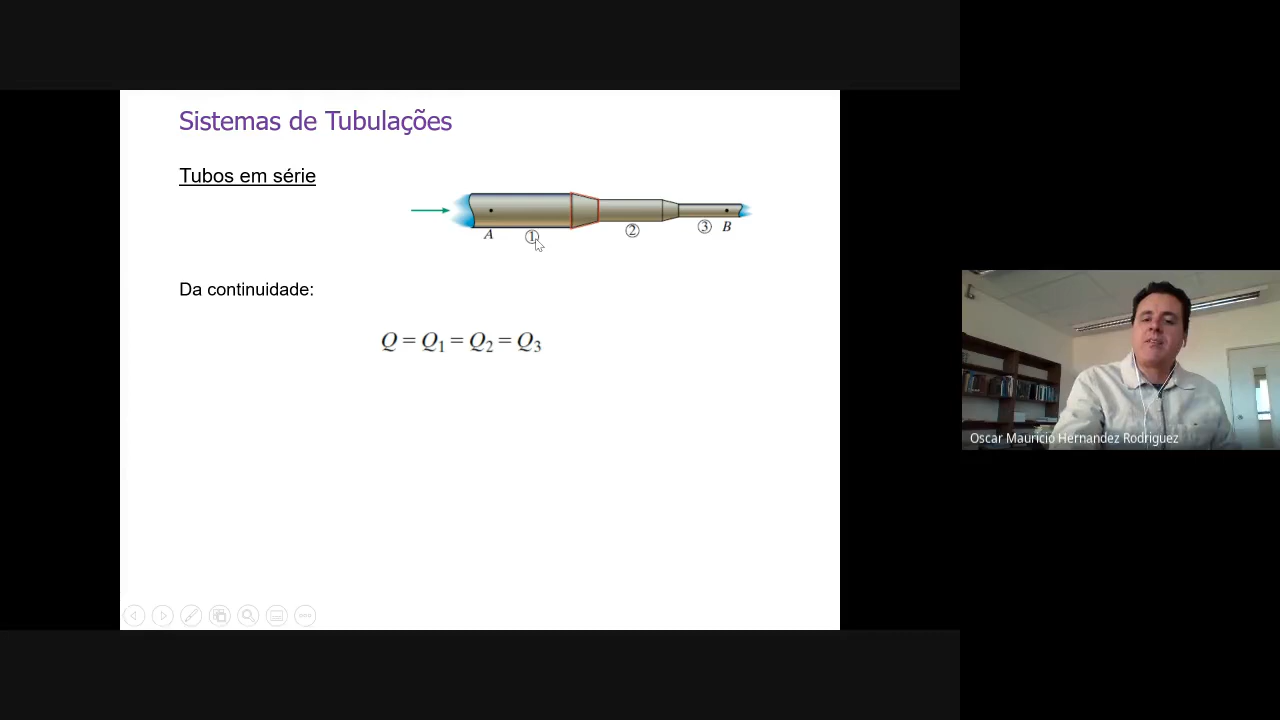 Sistemas de Tubulações
Tubos em série
A
①
②
③
B
Da continuidade:
Q = Q₁ = Q₂ = Q₃
Oscar Mauricio Hernandez Rodriguez